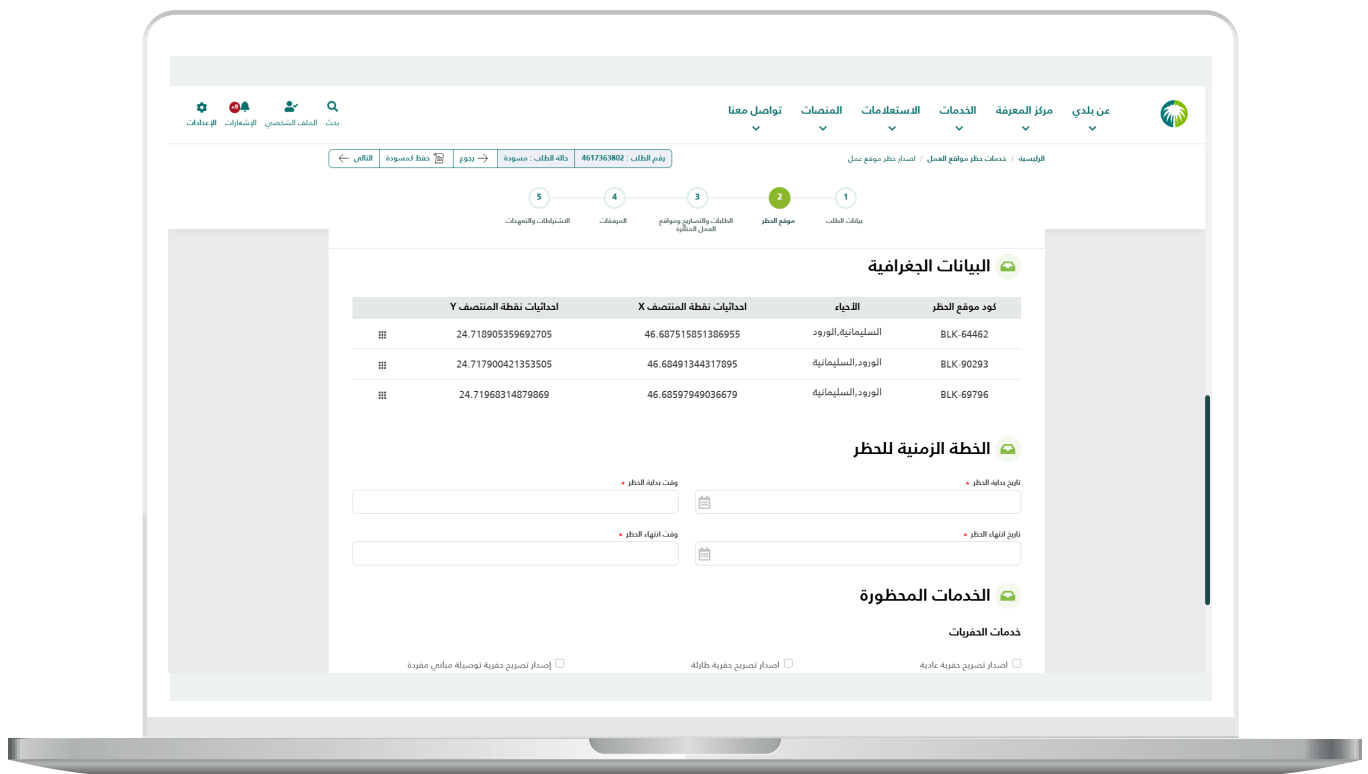 عن بلدي مركز المعرفة الخدمات الاستعلامات المنصات تواصل معنا
بحث الملف الشخصي الإشعارات +9 الإعدادات
الرئيسية / خدمات حظر مواقع العمل / اصدار حظر موقع عمل
رقم الطلب : 4617363802 حالة الطلب : مسودة رجوع حفظ كمسودة التالي
1 2 3 4 5
بيانات الطلب موقع الحظر الطلبات والتصاريح ومواقع المرفقات الاشتراطات والتعهدات
العمل المتأثرة
البيانات الجغرافية
كود موقع الحظر الأحياء احداثيات نقطة المنتصف X احداثيات نقطة المنتصف Y
BLK-64462 السليمانية,الورود 46.687515851386955 24.718905359692705
BLK-90293 الورود,السليمانية 46.68491344317895 24.717900421353505
BLK-69796 الورود,السليمانية 46.68597949036679 24.71968314879869
الخطة الزمنية للحظر
تاريخ بداية الحظر * وقت بداية الحظر *
تاريخ انتهاء الحظر * وقت انتهاء الحظر *
الخدمات المحظورة
خدمات الحفريات
اصدار تصريح حفرية عادية اصدار تصريح حفرية طارئة إصدار تصريح حفرية توصيلة مباني مفردة